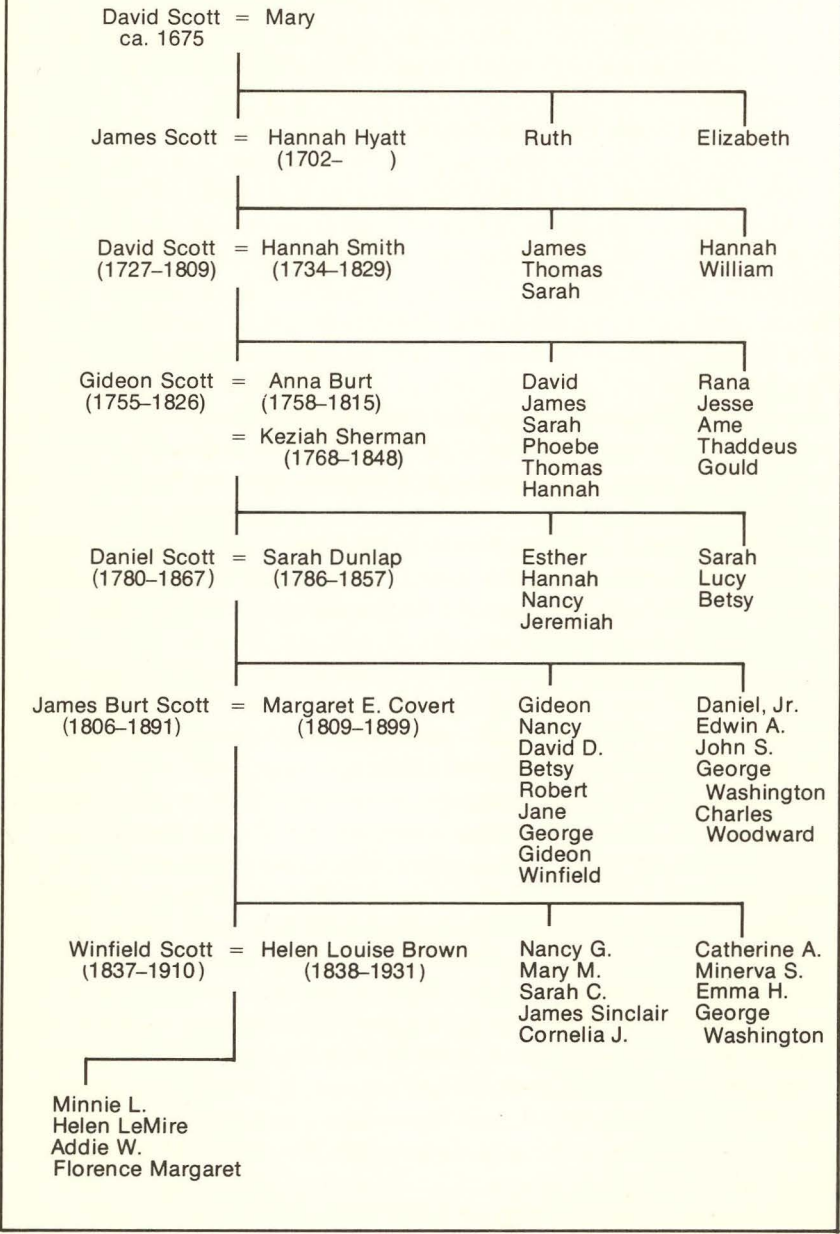 David Scott = Mary
ca. 1675
James Scott = Hannah Hyatt Ruth Elizabeth
(1702– )
David Scott = Hannah Smith James Hannah
(1727–1809) (1734–1829) Thomas William
Sarah
Gideon Scott = Anna Burt David Rana
(1755–1826) (1758–1815) James Jesse
Sarah Ame
= Keziah Sherman Phoebe Thaddeus
(1768–1848) Thomas Gould
Hannah
Daniel Scott = Sarah Dunlap Esther Sarah
(1780–1867) (1786–1857) Hannah Lucy
Nancy Betsy
Jeremiah
James Burt Scott = Margaret E. Covert Gideon Daniel, Jr.
(1806–1891) (1809–1899) Nancy Edwin A.
David D. John S.
Betsy George
Robert Washington
Jane Charles
George Woodward
Gideon
Winfield
Winfield Scott = Helen Louise Brown Nancy G. Catherine A.
(1837–1910) (1838–1931) Mary M. Minerva S.
Sarah C. Emma H.
James Sinclair George
Cornelia J. Washington
Minnie L.
Helen LeMire
Addie W.
Florence Margaret